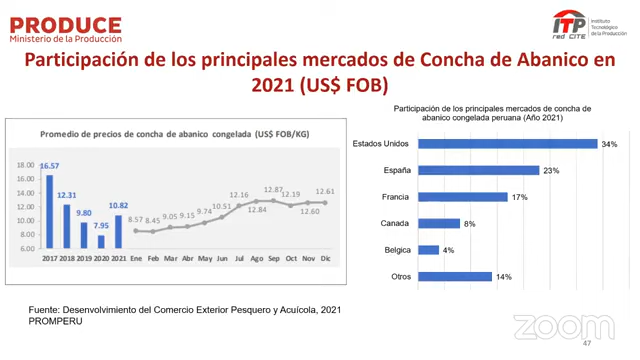 PRODUCE
Ministerio de la Producción
ITP
red CITE
Instituto
Tecnológico
de la Producción
Participación de los principales mercados de Concha de Abanico en
2021 (US$ FOB)
Promedio de precios de concha de abanico congelada (US$ FOB/KG)
18.00
16.00
14.00
12.00
10.00
8.00
6.00
16.57
12.31
9.80
7.95
10.82
8.57
8.45
9.05
9.15
9.74
10.51
12.16
12.84
12.87
12.19
12.60
12.61
2017 2018 2019 2020 2021 Ene Feb Mar Abr May Jun Jul Ago Sep Oct Nov Dic
Participación de los principales mercados de concha de
abanico congelada peruana (Año 2021)
Estados Unidos 34%
España 23%
Francia 17%
Canada 8%
Belgica 4%
Otros 14%
Fuente: Desenvolvimiento del Comercio Exterior Pesquero y Acuícola, 2021
PROMPERU
zoom
47